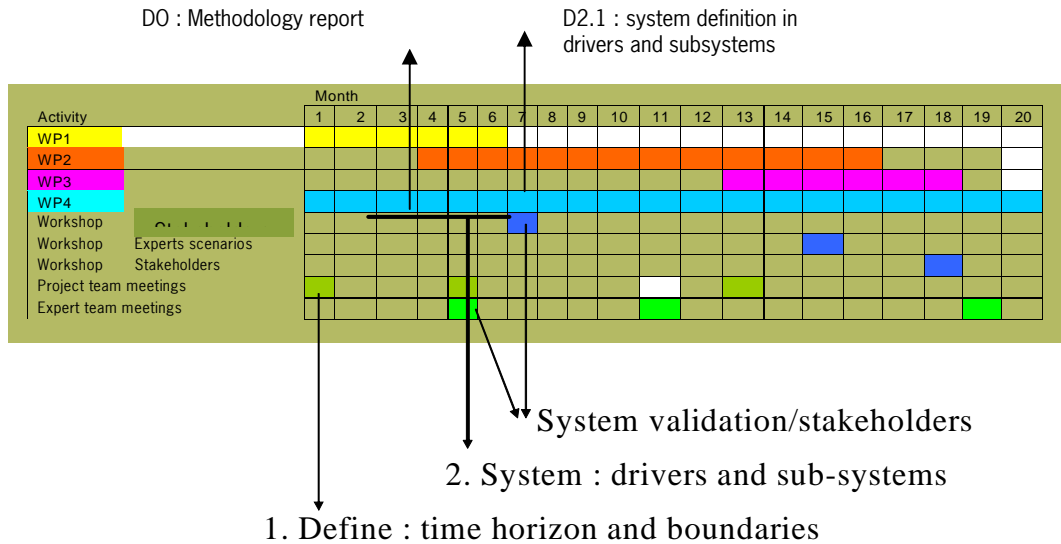 DO : Methodology report
D2.1 : system definition in
drivers and subsystems
Month
Activity 1 2 3 4 5 6 7 8 9 10 11 12 13 14 15 16 17 18 19 20
WP1
WP2
WP3
WP4
Workshop
Workshop Experts scenarios
Workshop Stakeholders
Project team meetings
Expert team meetings
System validation/stakeholders
2. System : drivers and sub-systems
1. Define : time horizon and boundaries